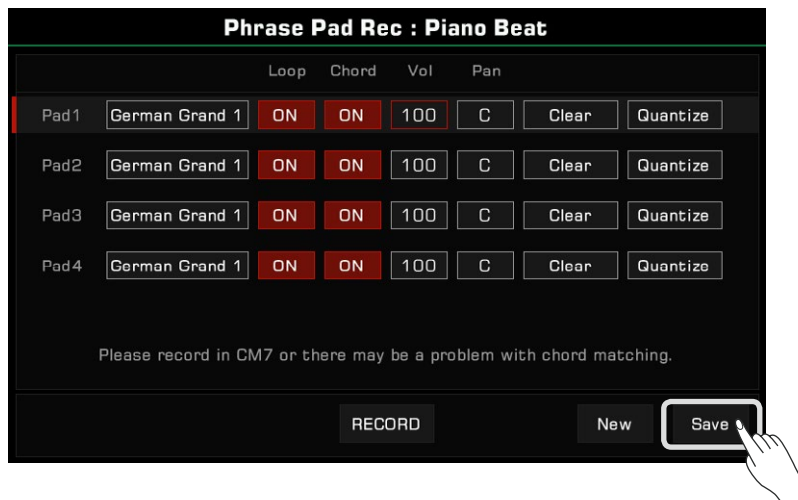 Phrase Pad Rec : Piano Beat
Loop Chord Vol Pan
Pad1 German Grand 1 ON ON 100 C Clear Quantize
Pad2 German Grand 1 ON ON 100 C Clear Quantize
Pad3 German Grand 1 ON ON 100 C Clear Quantize
Pad4 German Grand 1 ON ON 100 C Clear Quantize
Please record in CM7 or there may be a problem with chord matching.
RECORD New Save